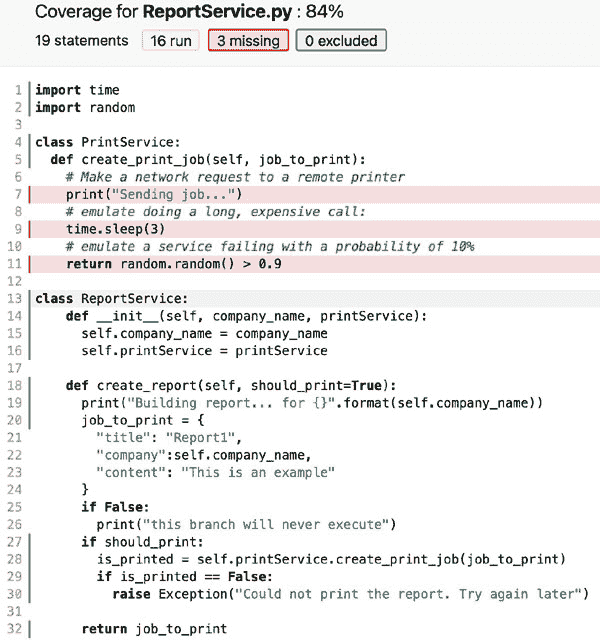 Coverage for ReportService.py : 84%
19 statements 16 run 3 missing 0 excluded
1 import time
2 import random
3
4 class PrintService:
5 def create_print_job(self, job_to_print):
6 # Make a network request to a remote printer
7 print("Sending job...")
8 # emulate doing a long, expensive call:
9 time.sleep(3)
10 # emulate a service failing with a probability of 10%
11 return random.random() > 0.9
12
13 class ReportService:
14 def __init__(self, company_name, printService):
15 self.company_name = company_name
16 self.printService = printService
17
18 def create_report(self, should_print=True):
19 print("Building report... for {}".format(self.company_name))
20 job_to_print = {
21 "title": "Report1",
22 "company":self.company_name,
23 "content": "This is an example"
24 }
25 if False:
26 print("this branch will never execute")
27 if should_print:
28 is_printed = self.printService.create_print_job(job_to_print)
29 if is_printed == False:
30 raise Exception("Could not print the report. Try again later")
31
32 return job_to_print